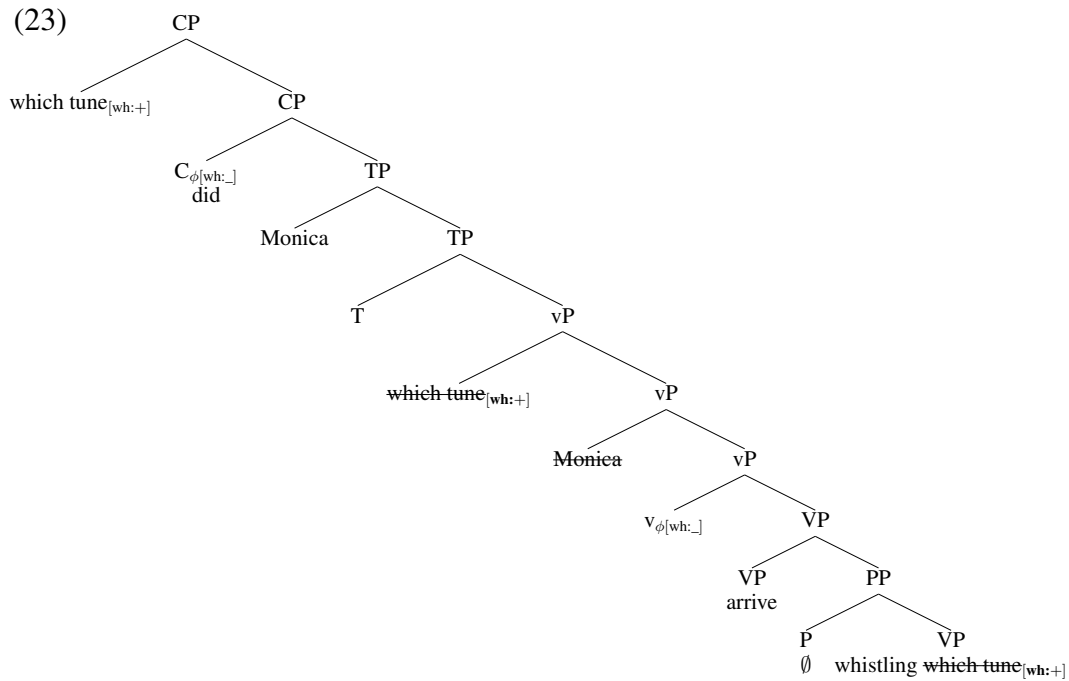 (23)
CP
which tune[wh:+] CP
C𝜙[wh:_] TP
did
Monica TP
T vP
~~which tune~~[wh:+] vP
~~Monica~~ vP
v𝜙[wh:_] VP
VP PP
arrive
P VP
∅ whistling ~~which tune~~[wh:+]